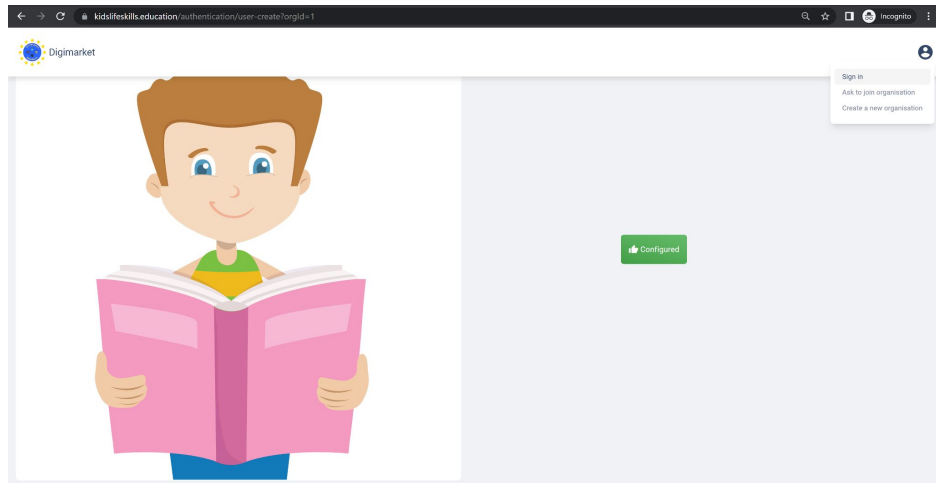 kidslifeskills.education/authentication/user-create?orgId=1
Incognito
Digimarket
Sign in
Ask to join organisation
Create a new organisation
Configured